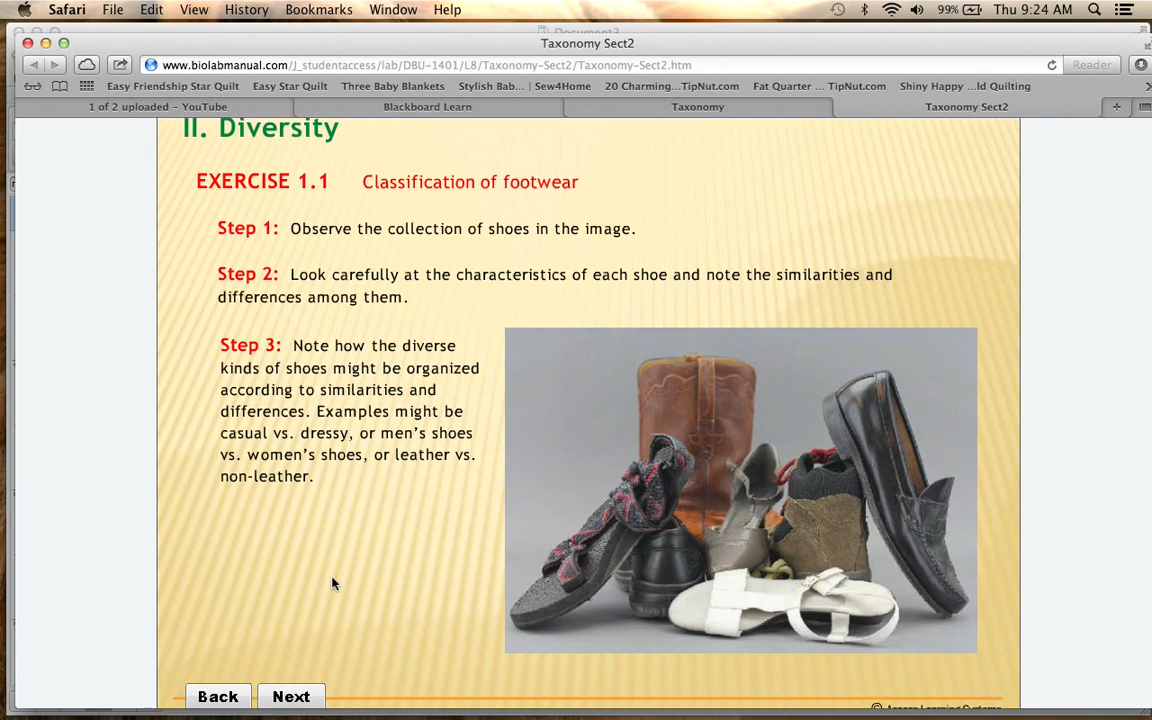 Safari File Edit View History Bookmarks Window Help 99% Thu 9:24 AM
Taxonomy Sect2
www.biolabmanual.com/J_studentaccess/lab/DBU-1401/L8/Taxonomy-Sect2/Taxonomy-Sect2.htm Reader
Easy Friendship Star Quilt Easy Star Quilt Three Baby Blankets Stylish Bab... | Sew4Home 20 Charming...TipNut.com Fat Quarter ... TipNut.com Shiny Happy ...ld Quilting
1 of 2 uploaded – YouTube Blackboard Learn Taxonomy Taxonomy Sect2
II. Diversity
EXERCISE 1.1 Classification of footwear
Step 1: Observe the collection of shoes in the image.
Step 2: Look carefully at the characteristics of each shoe and note the similarities and
differences among them.
Step 3: Note how the diverse
kinds of shoes might be organized
according to similarities and
differences. Examples might be
casual vs. dressy, or men’s shoes
vs. women’s shoes, or leather vs.
non-leather.
Back Next